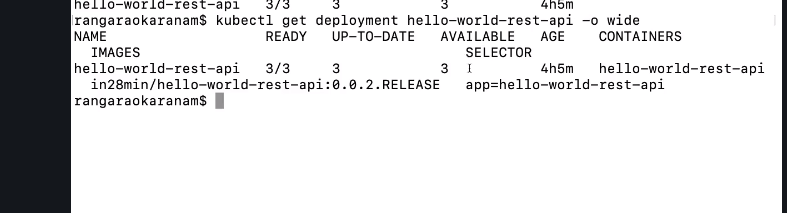 hello-world-rest-api   3/3    3            3           4h5m
rangaraokaranam$ kubectl get deployment hello-world-rest-api -o wide
NAME                   READY   UP-TO-DATE   AVAILABLE   AGE    CONTAINERS
  IMAGES                                        SELECTOR
hello-world-rest-api   3/3     3            3           4h5m   hello-world-rest-api
  in28min/hello-world-rest-api:0.0.2.RELEASE   app=hello-world-rest-api
rangaraokaranam$